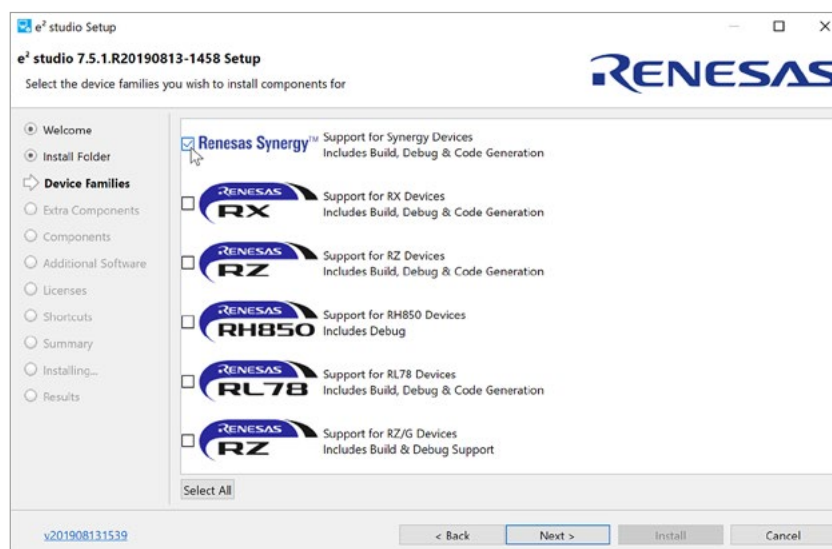 e² studio Setup
e² studio 7.5.1.R20190813-1458 Setup
Select the device families you wish to install components for
RENESAS
Welcome
Install Folder
Device Families
Extra Components
Components
Additional Software
Licenses
Shortcuts
Summary
Installing...
Results
Renesas Synergy™
Support for Synergy Devices
Includes Build, Debug & Code Generation
RENESAS
RX
Support for RX Devices
Includes Build, Debug & Code Generation
RENESAS
RZ
Support for RZ Devices
Includes Build, Debug & Code Generation
RENESAS
RH850
Support for RH850 Devices
Includes Debug
RENESAS
RL78
Support for RL78 Devices
Includes Build, Debug & Code Generation
RENESAS
RZ
Support for RZ/G Devices
Includes Build & Debug Support
Select All
v201908131539
< Back
Next >
Install
Cancel